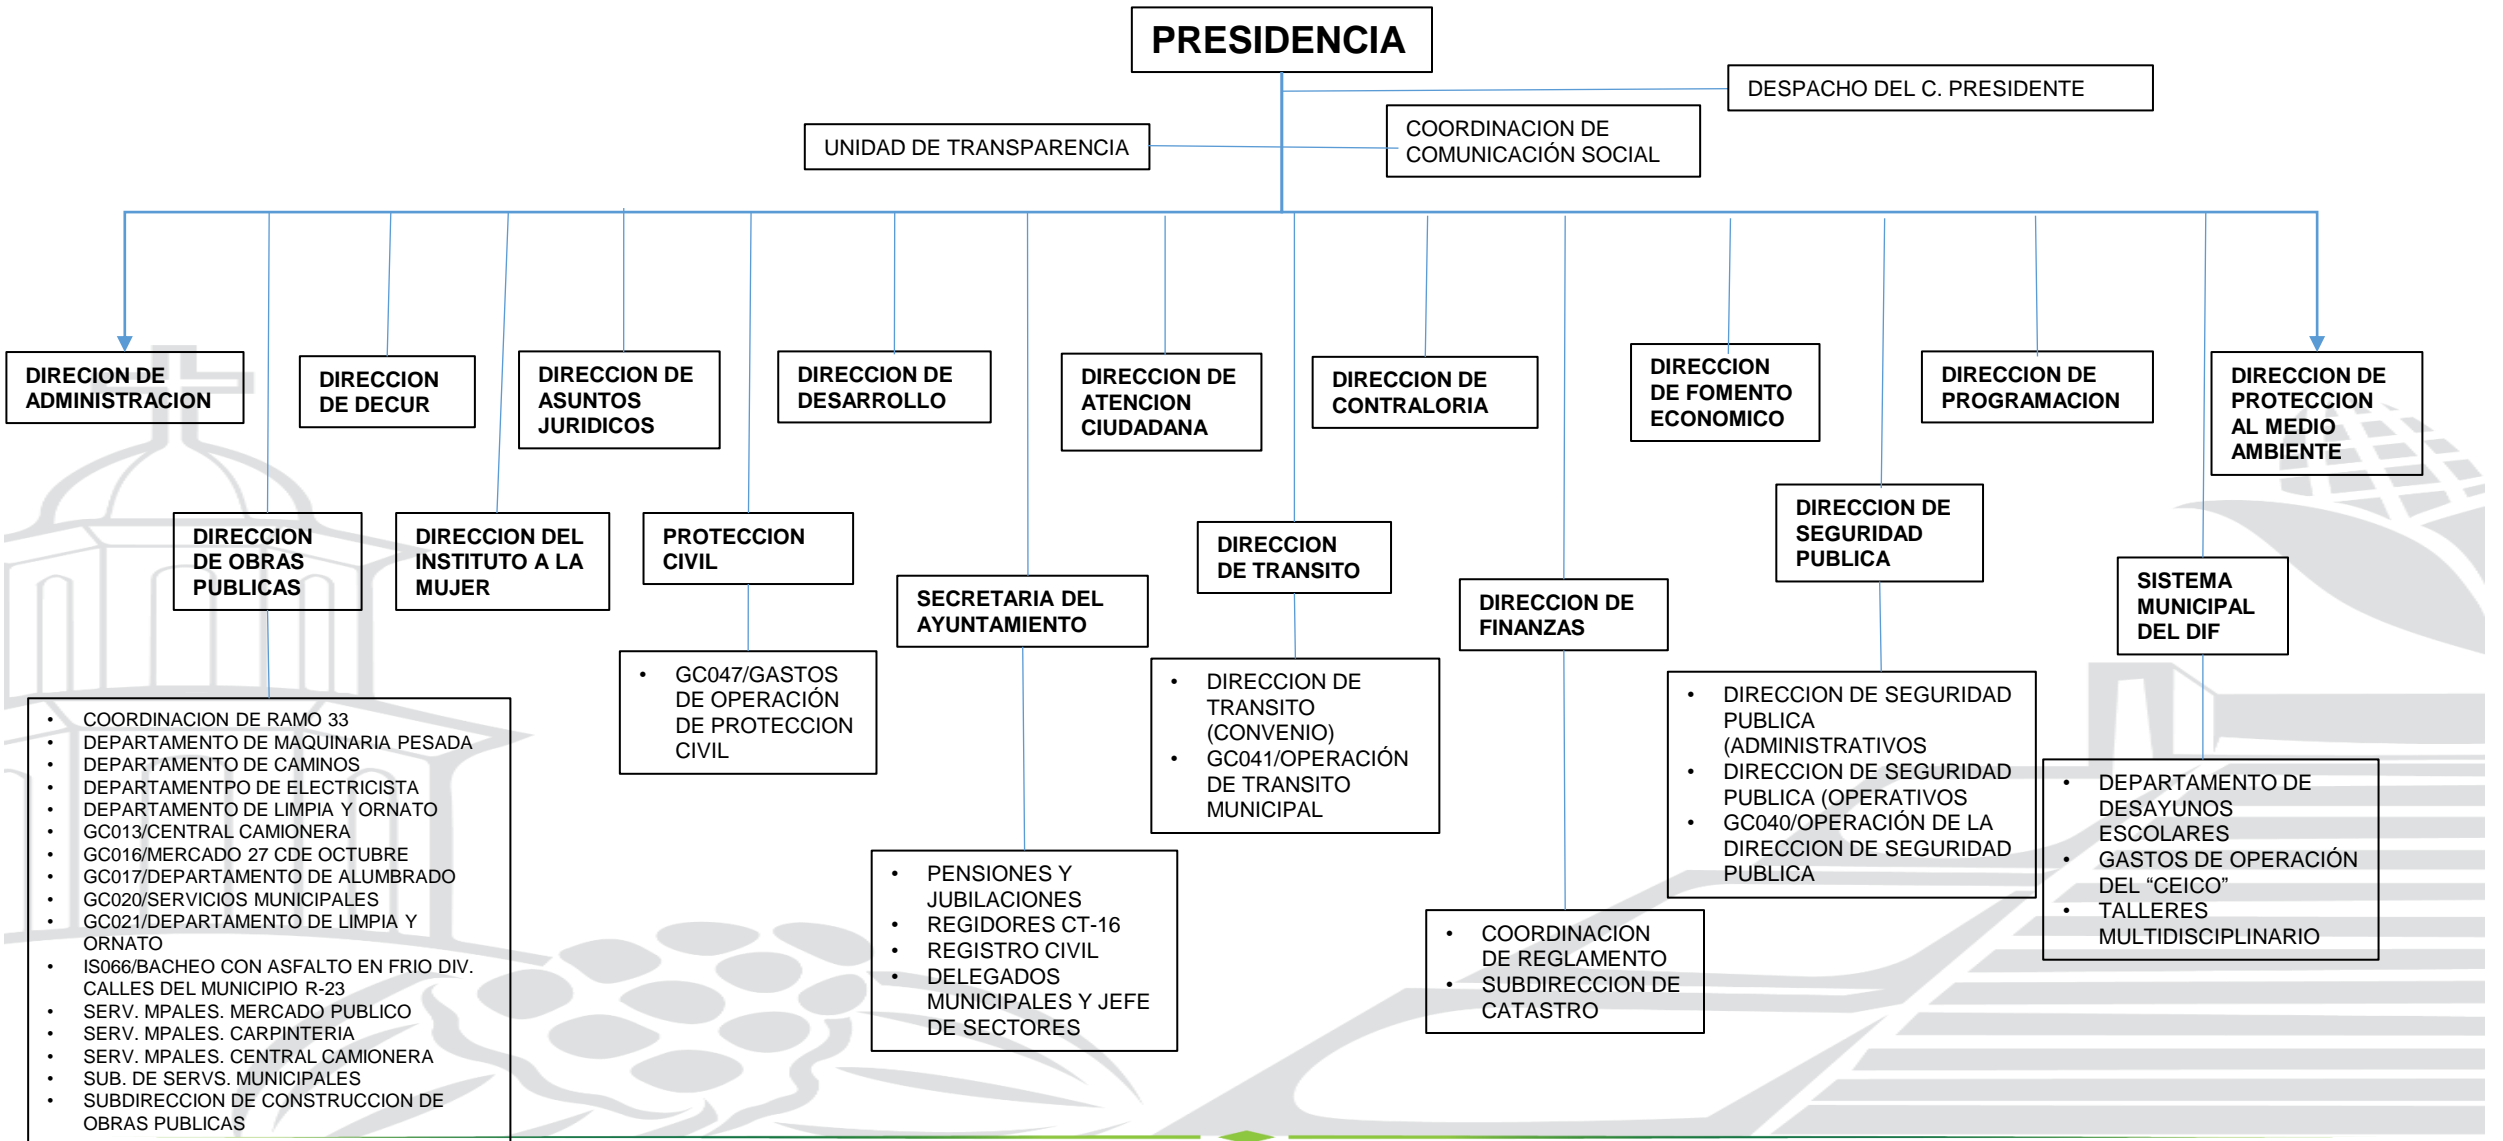 PRESIDENCIA
DESPACHO DEL C. PRESIDENTE
UNIDAD DE TRANSPARENCIA
COORDINACION DE
COMUNICACIÓN SOCIAL
DIRECION DE
ADMINISTRACION
DIRECCION
DE DECUR
DIRECCION DE
ASUNTOS
JURIDICOS
DIRECCION DE
DESARROLLO
DIRECCION DE
ATENCION
CIUDADANA
DIRECCION DE
CONTRALORIA
DIRECCION
DE FOMENTO
ECONOMICO
DIRECCION DE
PROGRAMACION
DIRECCION DE
PROTECCION
AL MEDIO
AMBIENTE
DIRECCION
DE OBRAS
PUBLICAS
DIRECCION DEL
INSTITUTO A LA
MUJER
PROTECCION
CIVIL
SECRETARIA DEL
AYUNTAMIENTO
DIRECCION
DE TRANSITO
DIRECCION DE
FINANZAS
DIRECCION DE
SEGURIDAD
PUBLICA
SISTEMA
MUNICIPAL
DEL DIF
• COORDINACION DE RAMO 33
• DEPARTAMENTO DE MAQUINARIA PESADA
• DEPARTAMENTO DE CAMINOS
• DEPARTAMENTPO DE ELECTRICISTA
• DEPARTAMENTO DE LIMPIA Y ORNATO
• GC013/CENTRAL CAMIONERA
• GC016/MERCADO 27 CDE OCTUBRE
• GC017/DEPARTAMENTO DE ALUMBRADO
• GC020/SERVICIOS MUNICIPALES
• GC021/DEPARTAMENTO DE LIMPIA Y
ORNATO
• IS066/BACHEO CON ASFALTO EN FRIO DIV.
CALLES DEL MUNICIPIO R-23
• SERV. MPALES. MERCADO PUBLICO
• SERV. MPALES. CARPINTERIA
• SERV. MPALES. CENTRAL CAMIONERA
• SUB. DE SERVS. MUNICIPALES
• SUBDIRECCION DE CONSTRUCCION DE
OBRAS PUBLICAS
• GC047/GASTOS
DE OPERACIÓN
DE PROTECCION
CIVIL
• PENSIONES Y
JUBILACIONES
• REGIDORES CT-16
• REGISTRO CIVIL
• DELEGADOS
MUNICIPALES Y JEFE
DE SECTORES
• DIRECCION DE
TRANSITO
(CONVENIO)
• GC041/OPERACIÓN
DE TRANSITO
MUNICIPAL
• COORDINACION
DE REGLAMENTO
• SUBDIRECCION DE
CATASTRO
• DIRECCION DE SEGURIDAD
PUBLICA
(ADMINISTRATIVOS
• DIRECCION DE SEGURIDAD
PUBLICA (OPERATIVOS
• GC040/OPERACIÓN DE LA
DIRECCION DE SEGURIDAD
PUBLICA
• DEPARTAMENTO DE
DESAYUNOS
ESCOLARES
• GASTOS DE OPERACIÓN
DEL “CEICO”
• TALLERES
MULTIDISCIPLINARIO